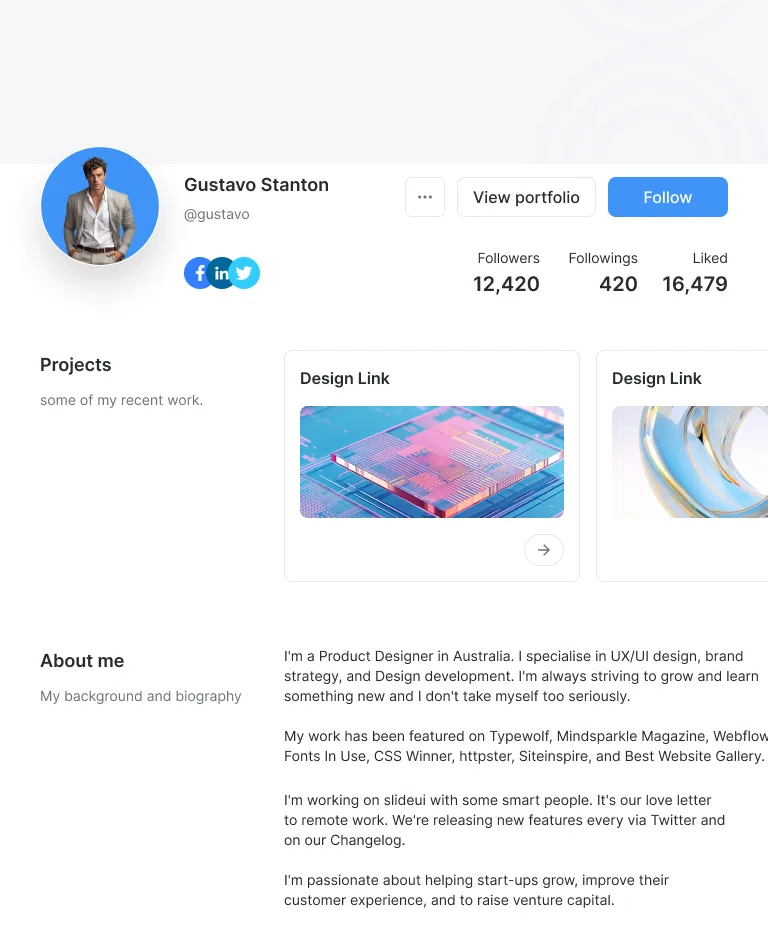 Gustavo Stanton
@gustavo
View portfolio
Follow
f
in
Followers
Followings
Liked
12,420
420
16,479
Projects
some of my recent work.
Design Link
Design Link
About me
My background and biography
I'm a Product Designer in Australia. I specialise in UX/UI design, brand
strategy, and Design development. I'm always striving to grow and learn
something new and I don't take myself too seriously.
My work has been featured on Typewolf, Mindsparkle Magazine, Webflow
Fonts In Use, CSS Winner, httpster, Siteinspire, and Best Website Gallery.
I'm working on slideui with some smart people. It's our love letter
to remote work. We're releasing new features every via Twitter and
on our Changelog.
I'm passionate about helping start-ups grow, improve their
customer experience, and to raise venture capital.